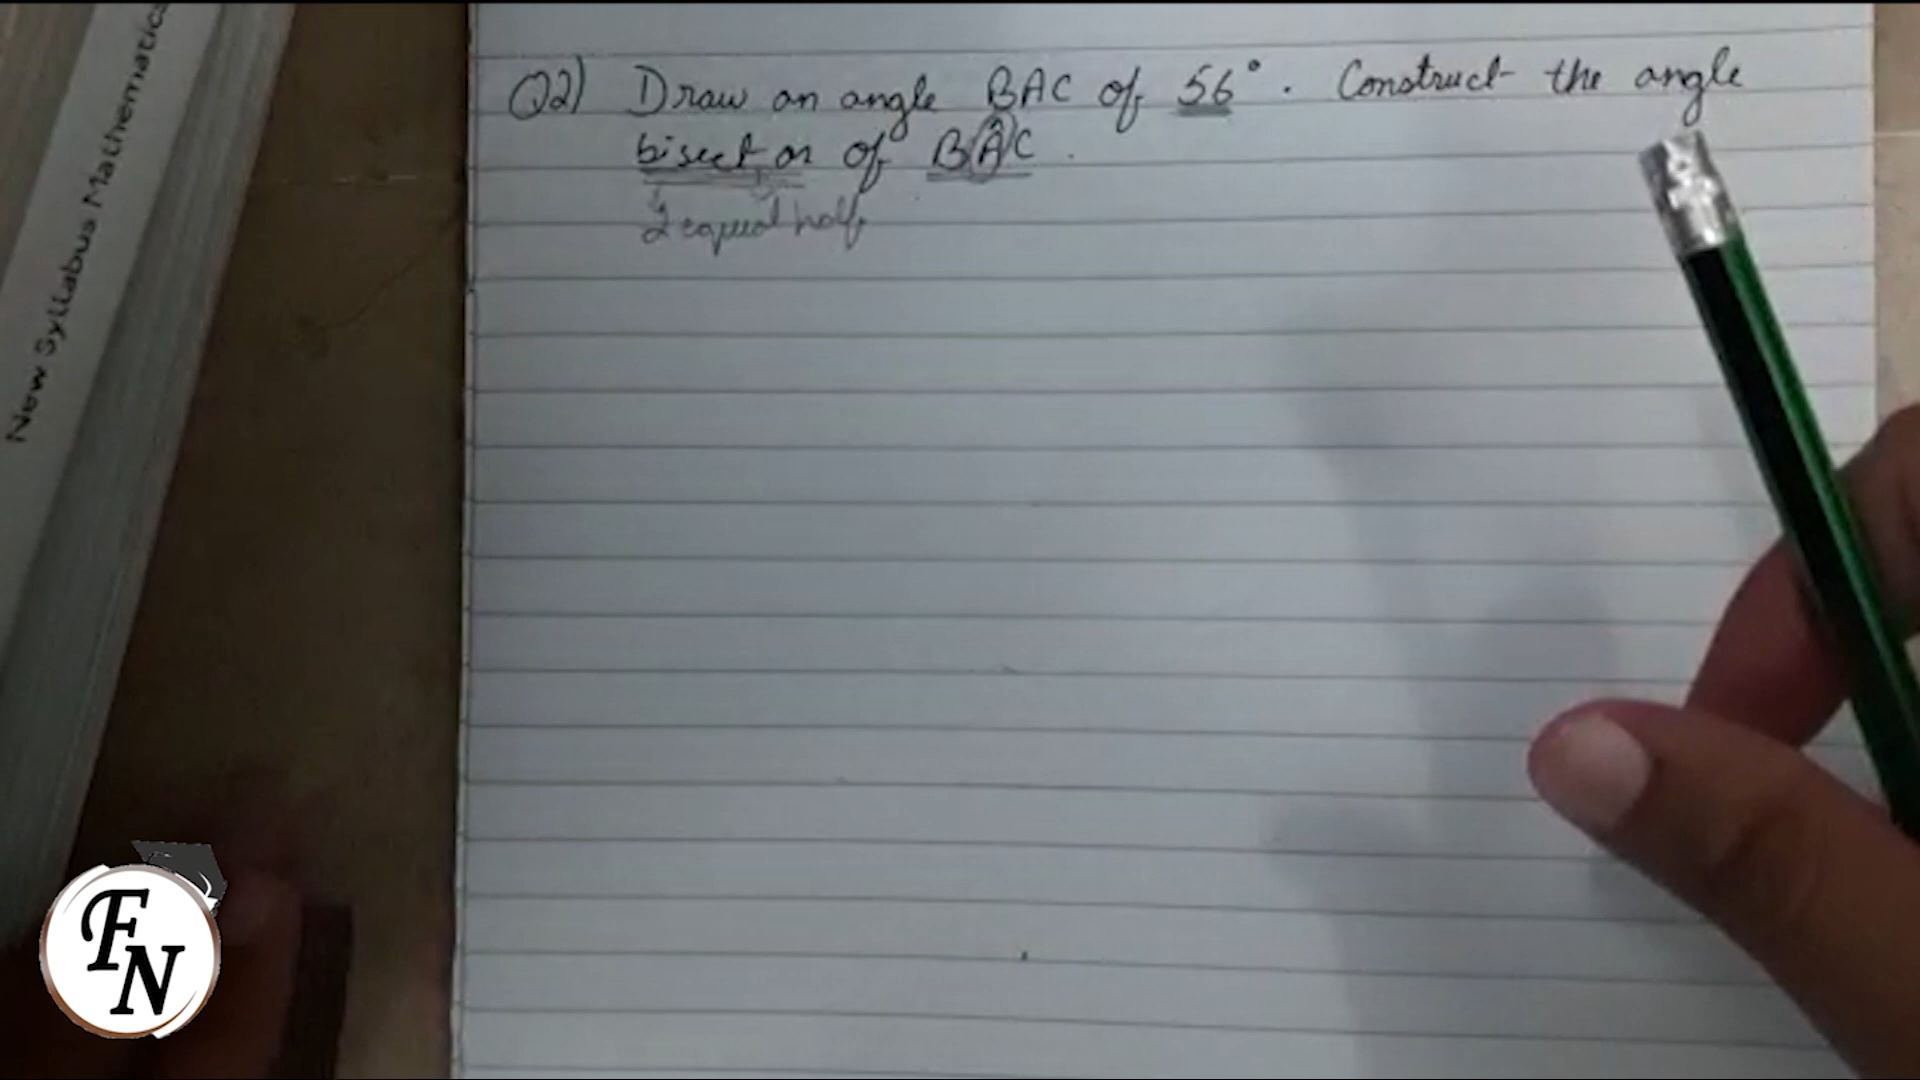 New Syllabus Mathematics
Q2) Draw an angle BAC of 56°. Construct the angle
bisector of BÂC.
2 equal half
FN